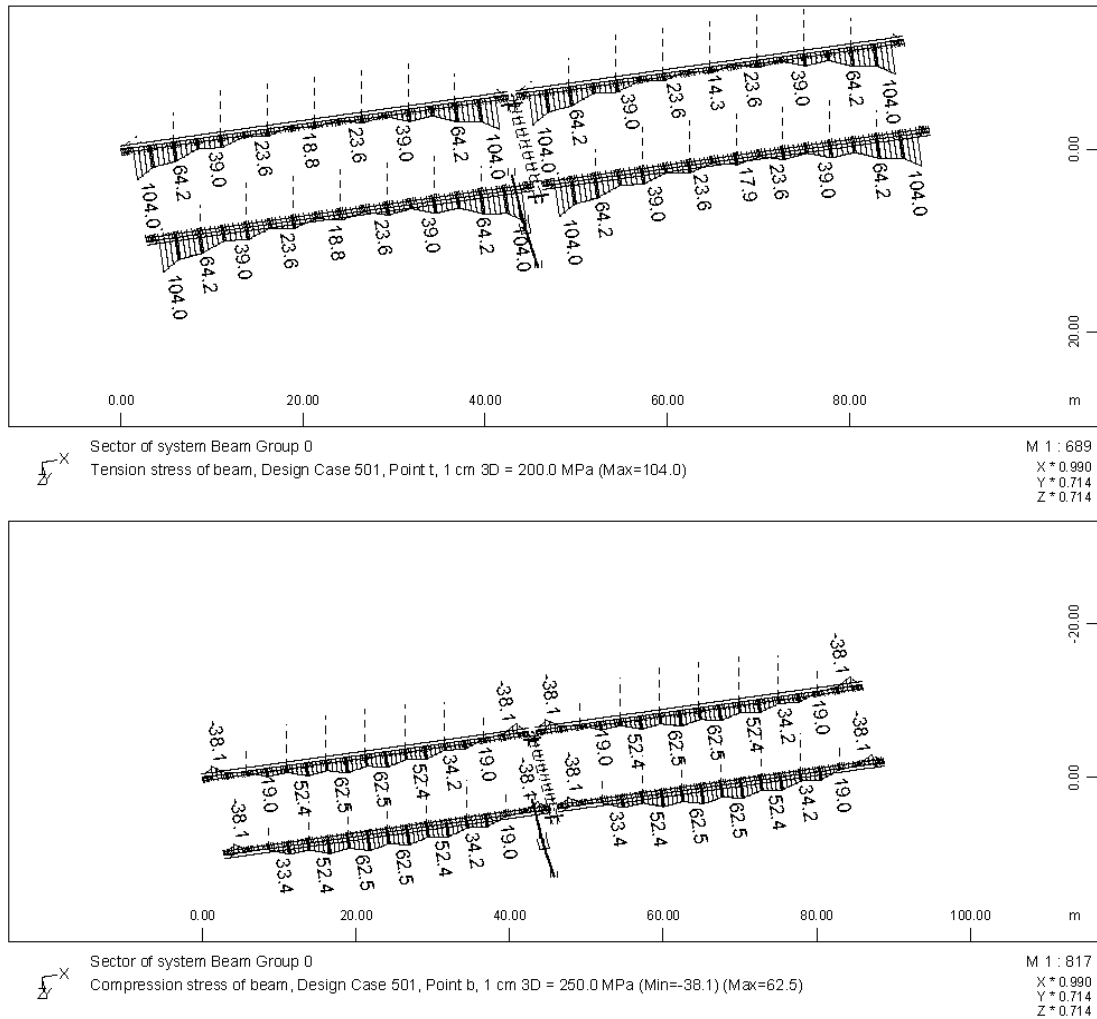 104.0 64.2 39.0 23.6 18.8 23.6 39.0 64.2 104.0 104.0 64.2 39.0 23.6 14.3 23.6 39.0 64.2 104.0
104.0 64.2 39.0 23.6 18.8 23.6 39.0 64.2 104.0 104.0 64.2 39.0 23.6 17.9 23.6 39.0 64.2 104.0
0.00
20.00
0.00 20.00 40.00 60.00 80.00 m
Sector of system Beam Group 0
Tension stress of beam, Design Case 501, Point t, 1 cm 3D = 200.0 MPa (Max=104.0)
X
Y
Z
M 1 : 689
X * 0.990
Y * 0.714
Z * 0.714
-20.00
0.00
-38.1 -38.1 -38.1 -38.1
19.0 52.4 62.5 62.5 52.4 34.2 19.0 19.0 52.4 62.5 62.5 52.4 34.2 19.0
-38.1 -38.1 -38.1 -38.1
33.4 52.4 62.5 62.5 52.4 34.2 19.0 33.4 52.4 62.5 62.5 52.4 34.2 19.0
0.00 20.00 40.00 60.00 80.00 100.00 m
Sector of system Beam Group 0
Compression stress of beam, Design Case 501, Point b, 1 cm 3D = 250.0 MPa (Min=-38.1) (Max=62.5)
X
Y
Z
M 1 : 817
X * 0.990
Y * 0.714
Z * 0.714